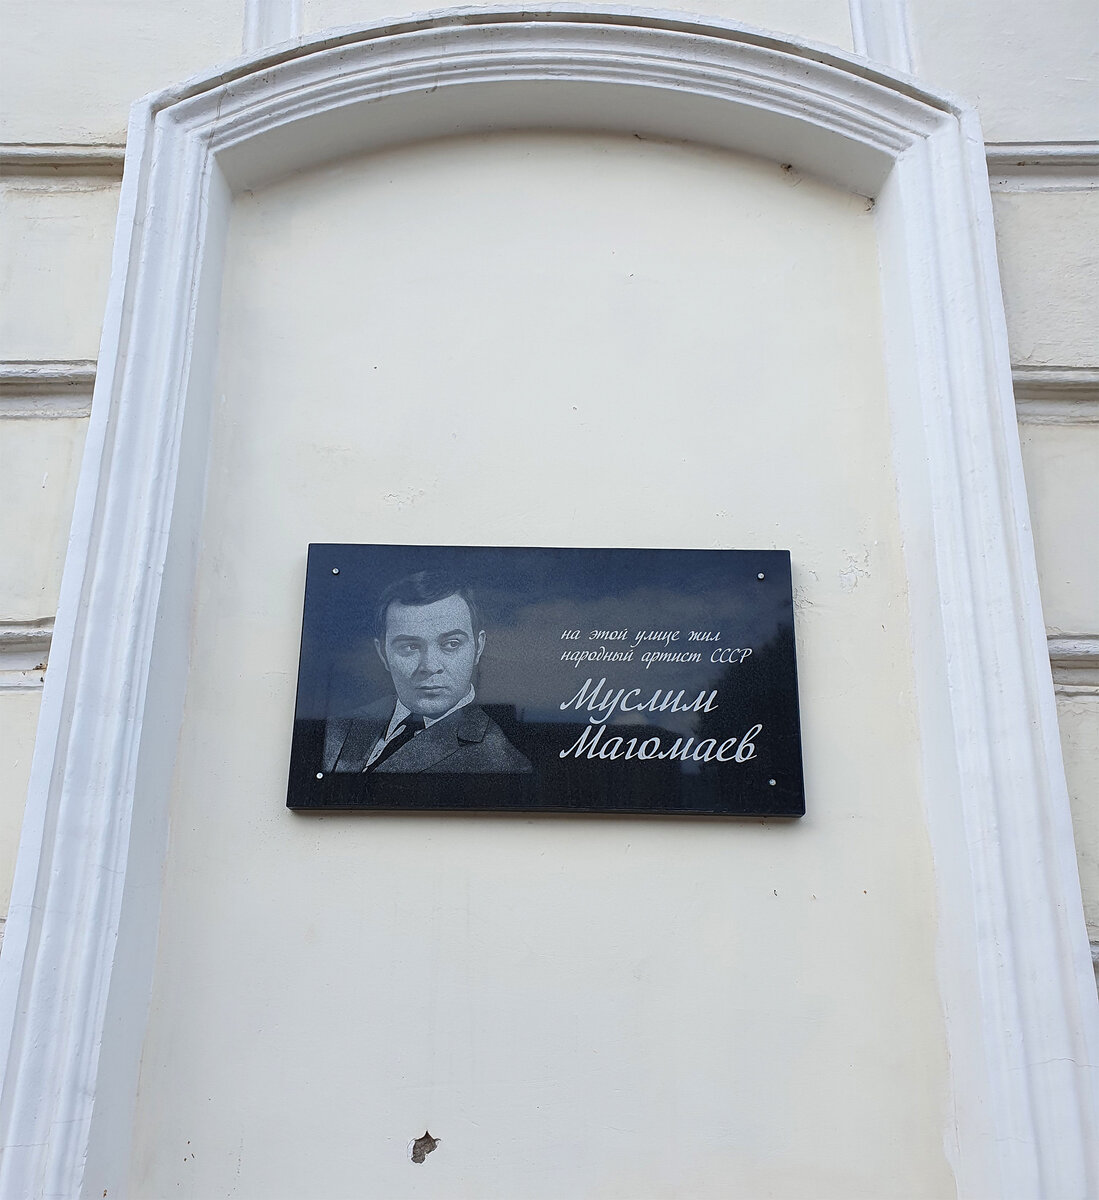 на этой улице жил
народный артист СССР
Муслим
Магомаев